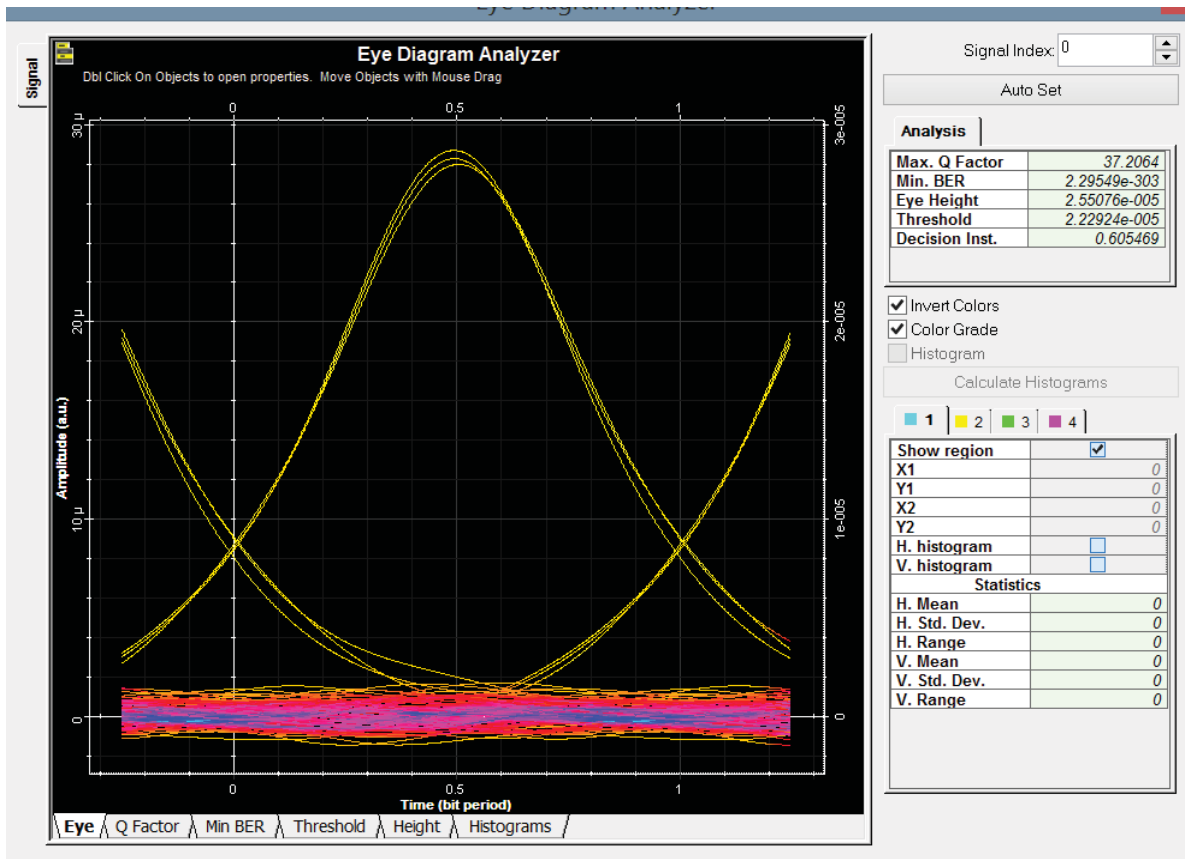 Eye Diagram Analyzer
Signal
Eye Diagram Analyzer
Dbl Click On Objects to open properties. Move Objects with Mouse Drag
0 0.5 1
30 µ
20 µ
10 µ
0
Amplitude (a.u.)
3e-005
2e-005
1e-005
0
0 0.5 1
Time (bit period)
Eye Q Factor Min BER Threshold Height Histograms
Signal Index: 0
Auto Set
Analysis
Max. Q Factor 37.2064
Min. BER 2.29549e-303
Eye Height 2.55076e-005
Threshold 2.22924e-005
Decision Inst. 0.605469
Invert Colors
Color Grade
Histogram
Calculate Histograms
1 2 3 4
Show region
X1 0
Y1 0
X2 0
Y2 0
H. histogram
V. histogram
Statistics
H. Mean 0
H. Std. Dev. 0
H. Range 0
V. Mean 0
V. Std. Dev. 0
V. Range 0